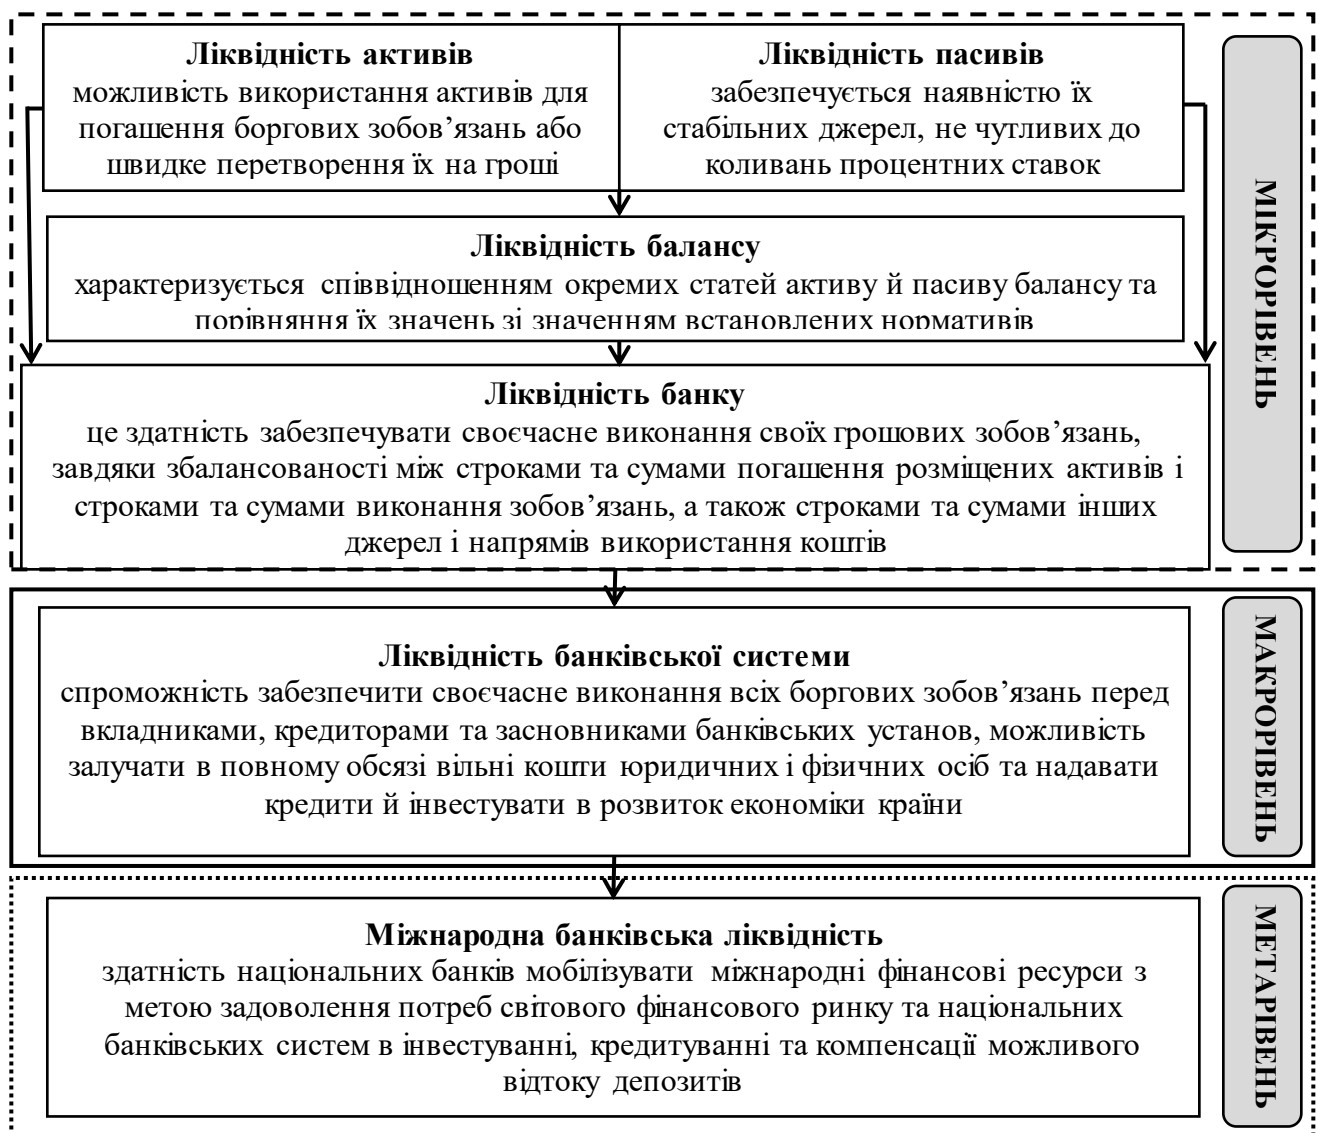 Ліквідність активів
можливість використання активів для
погашення боргових зобов’язань або
швидке перетворення їх на гроші
Ліквідність пасивів
забезпечується наявністю їх
стабільних джерел, не чутливих до
коливань процентних ставок
Ліквідність балансу
характеризується співвідношенням окремих статей активу й пасиву балансу та
порівняння їх значень зі значенням встановлених нормативів
Ліквідність банку
це здатність забезпечувати своєчасне виконання своїх грошових зобов’язань,
завдяки збалансованості між строками та сумами погашення розміщених активів і
строками та сумами виконання зобов’язань, а також строками та сумами інших
джерел і напрямів використання коштів
МІКРОРІВЕНЬ
Ліквідність банківської системи
спроможність забезпечити своєчасне виконання всіх боргових зобов’язань перед
вкладниками, кредиторами та засновниками банківських установ, можливість
залучати в повному обсязі вільні кошти юридичних і фізичних осіб та надавати
кредити й інвестувати в розвиток економіки країни
МАКРОРІВЕНЬ
Міжнародна банківська ліквідність
здатність національних банків мобілізувати міжнародні фінансові ресурси з
метою задоволення потреб світового фінансового ринку та національних
банківських систем в інвестуванні, кредитуванні та компенсації можливого
відтоку депозитів
МЕТАРІВЕНЬ